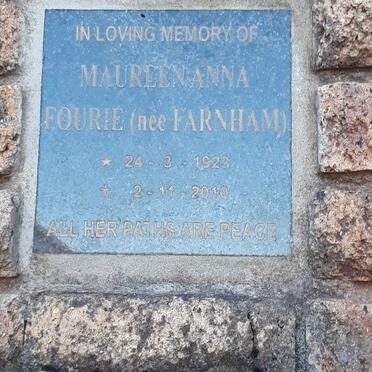 IN LOVING MEMORY OF
MAUREEN ANNA
FOURIE (nee FARNHAM)
* 24 - 3 - 1923
† 2 - 11 - 2010
ALL HER PATHS ARE PEACE